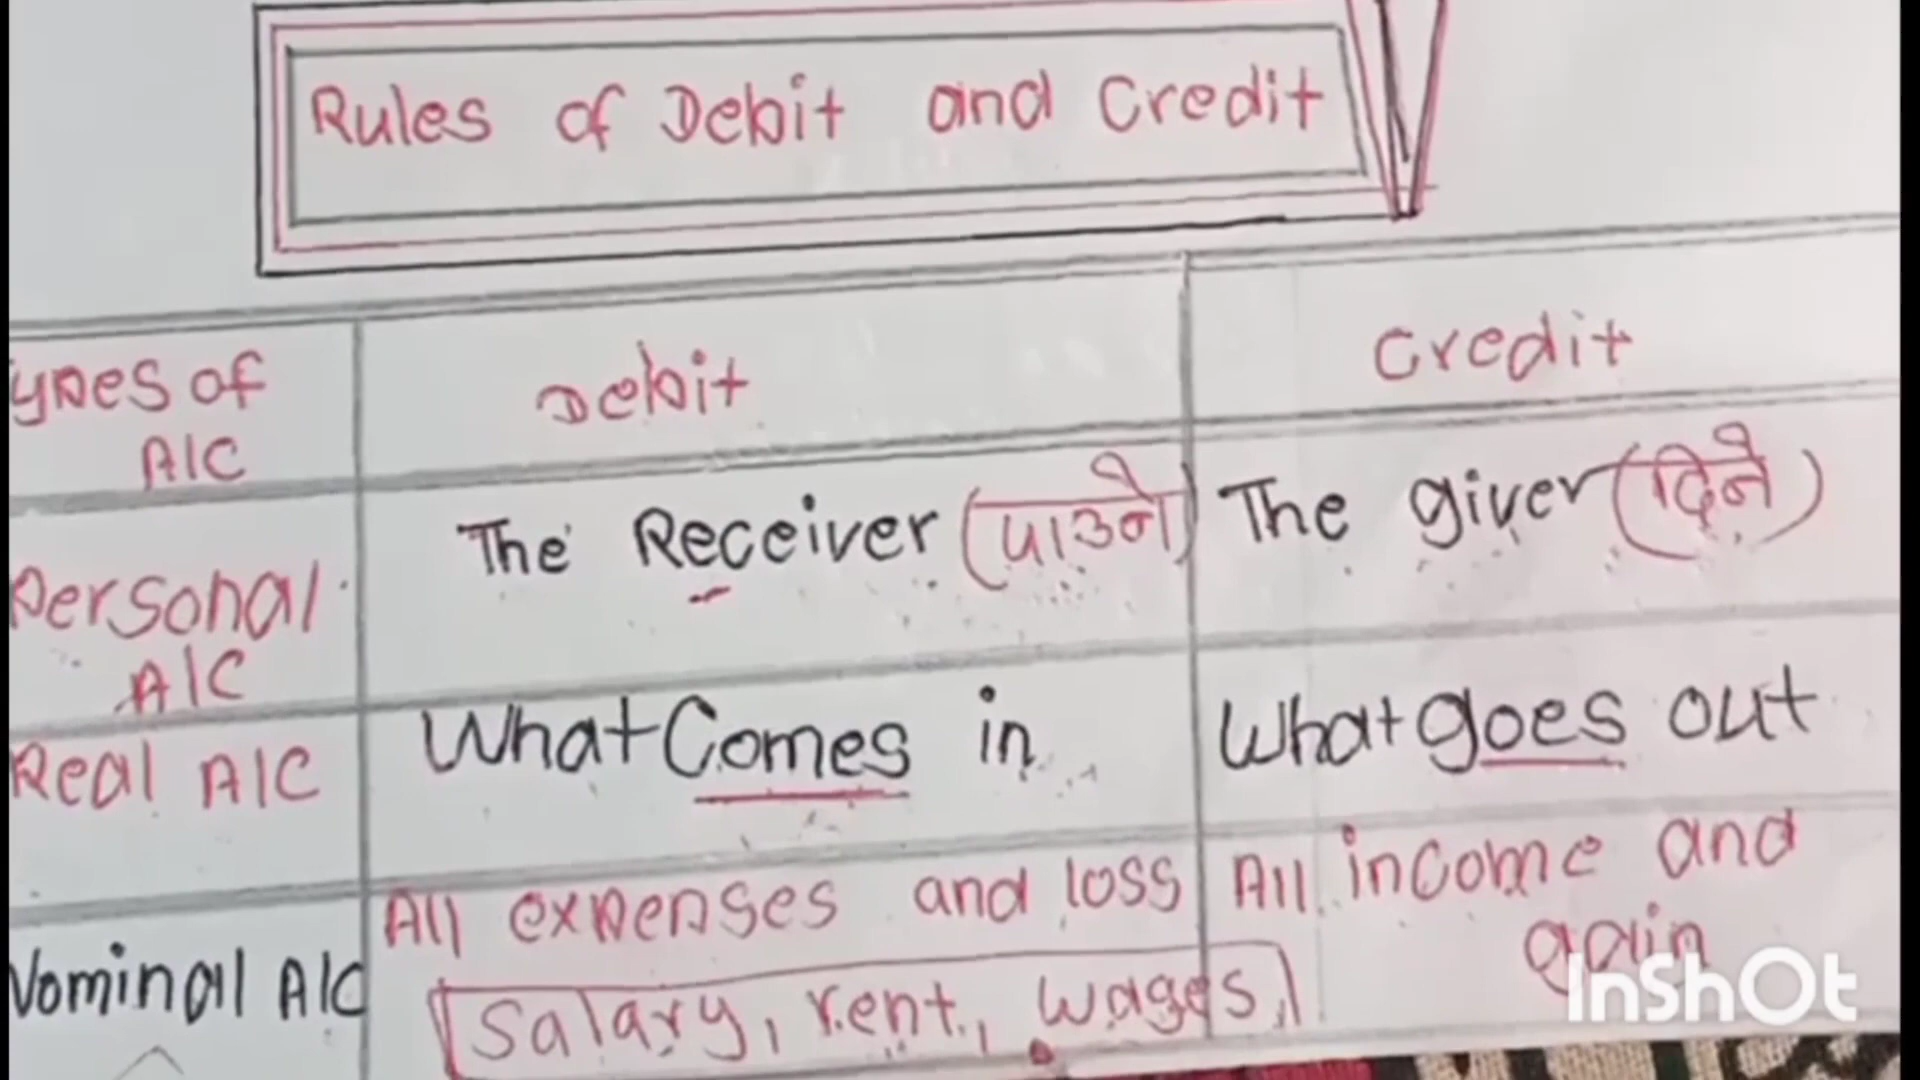 Rules of Debit and Credit
ypes of A/C
Debit
Credit
Personal A/C
The Receiver (पाउने)
The giver (दिने)
Real A/C
What Comes in
What goes out
Nominal A/C
All expenses and loss
Salary, rent, wages,
All income and gain
InShOt